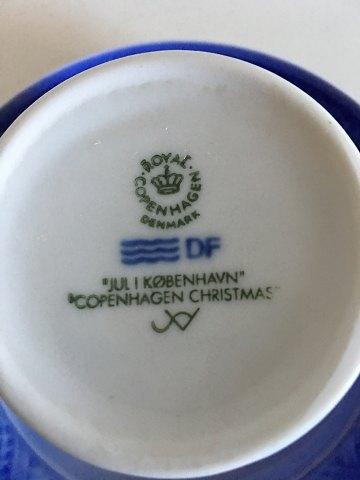 ROYAL COPENHAGEN
DENMARK
DF
"JUL I KØBENHAVN"
"COPENHAGEN CHRISTMAS"